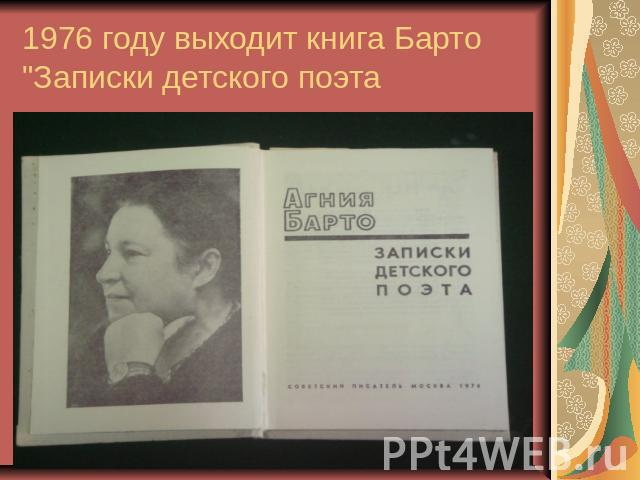 1976 году выходит книга Барто
"Записки детского поэта
АГНИЯ
БАРТО
ЗАПИСКИ
ДЕТСКОГО
ПОЭТА
СОВЕТСКИЙ ПИСАТЕЛЬ МОСКВА 1976
PPt4WEB.ru